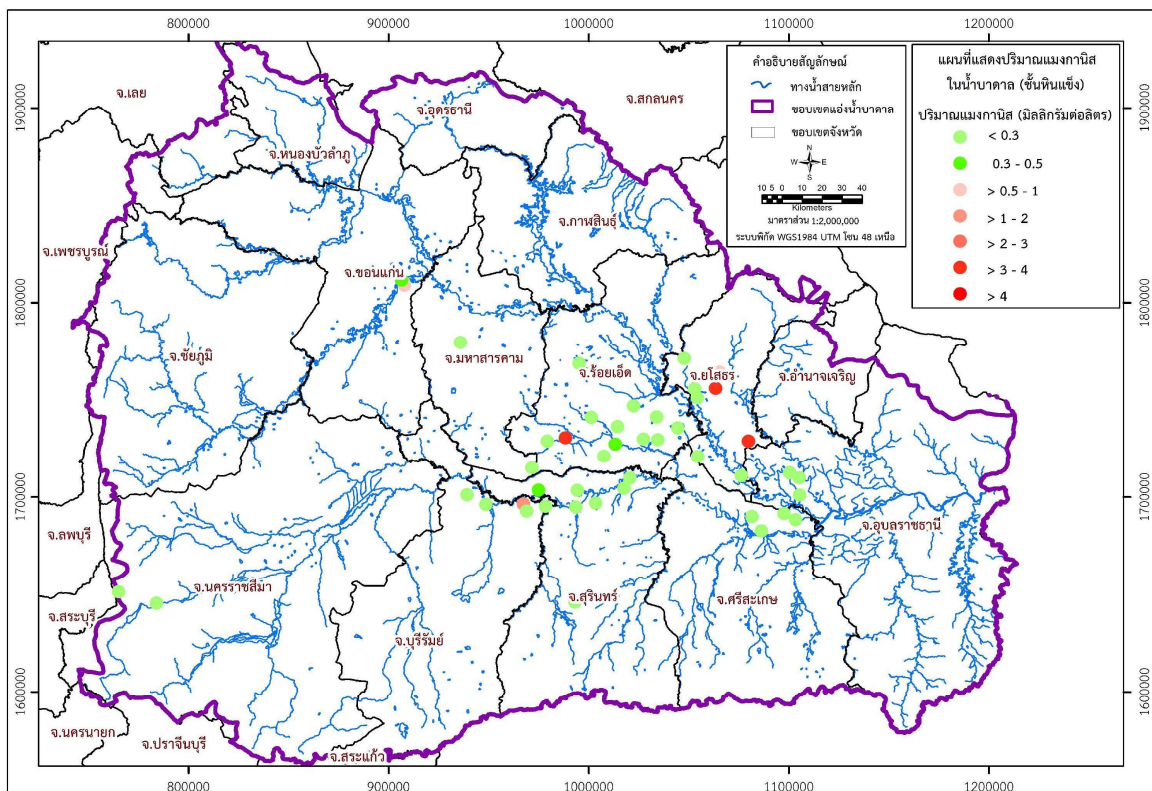 800000 900000 1000000 1100000 1200000
คำอธิบายสัญลักษณ์
ทางน้ำสายหลัก
ขอบเขตแอ่งน้ำบาดาล
ขอบเขตจังหวัด
N
W E
S
10 5 0 10 20 30 40
Kilometers
มาตราส่วน 1:2,000,000
ระบบพิกัด WGS1984 UTM โซน 48 เหนือ
แผนที่แสดงปริมาณแมงกานิส
ในน้ำบาดาล (ชั้นหินแข็ง)
ปริมาณแมงกานิส (มิลลิกรัมต่อลิตร)
< 0.3
0.3 - 0.5
> 0.5 - 1
> 1 - 2
> 2 - 3
> 3 - 4
> 4
จ.เลย
จ.อุดรธานี
จ.สกลนคร
1900000 1900000
จ.หนองบัวลำภู
จ.กาฬสินธุ์
จ.เพชรบูรณ์
จ.ขอนแก่น
1800000 1800000
จ.ชัยภูมิ
จ.มหาสารคาม
จ.ร้อยเอ็ด
จ.ยโสธร
จ.อำนาจเจริญ
1700000 1700000
จ.ลพบุรี
จ.อุบลราชธานี
จ.นครราชสีมา
จ.สระบุรี
จ.สุรินทร์
จ.ศรีสะเกษ
จ.บุรีรัมย์
1600000 1600000
จ.นครนายก
จ.ปราจีนบุรี
จ.สระแก้ว
800000 900000 1000000 1100000 1200000